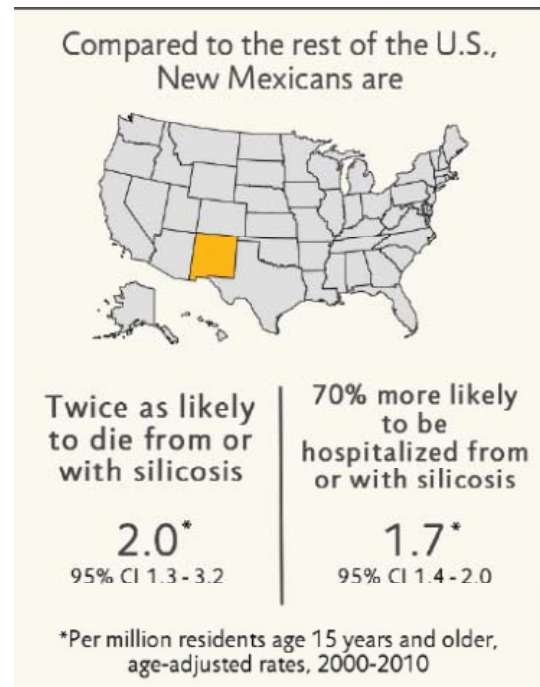 Compared to the rest of the U.S.,
New Mexicans are
Twice as likely
to die from or
with silicosis
2.0*
95% CI 1.3 - 3.2
70% more likely
to be
hospitalized from
or with silicosis
1.7*
95% CI 1.4 - 2.0
*Per million residents age 15 years and older,
age-adjusted rates, 2000-2010